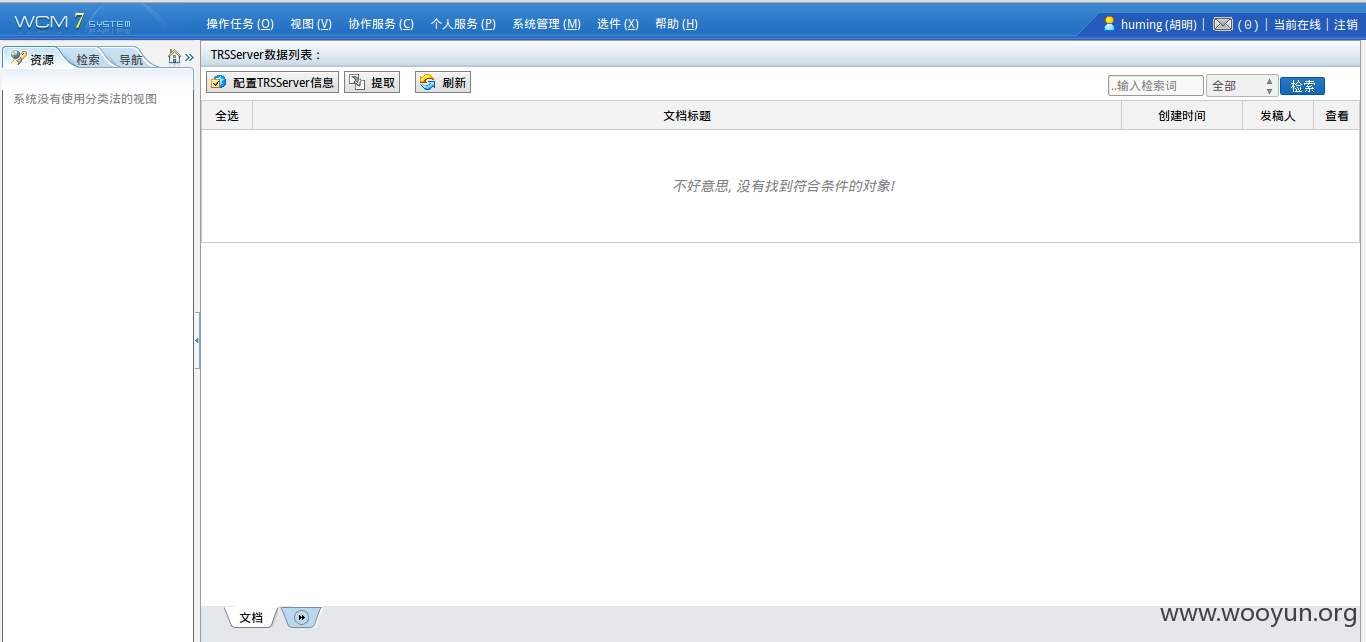 WCM 7 SYSTEM
操作任务 (O) 视图 (V) 协作服务 (C) 个人服务 (P) 系统管理 (M) 选件 (X) 帮助 (H)
huming (胡明) | (0) | 当前在线 | 注销
资源 检索 导航 »
TRSServer数据列表：
系统没有使用分类法的视图
配置TRSServer信息 提取 刷新
..输入检索词 全部 检索
全选 文档标题 创建时间 发稿人 查看
不好意思, 没有找到符合条件的对象!
文档
www.wooyun.org